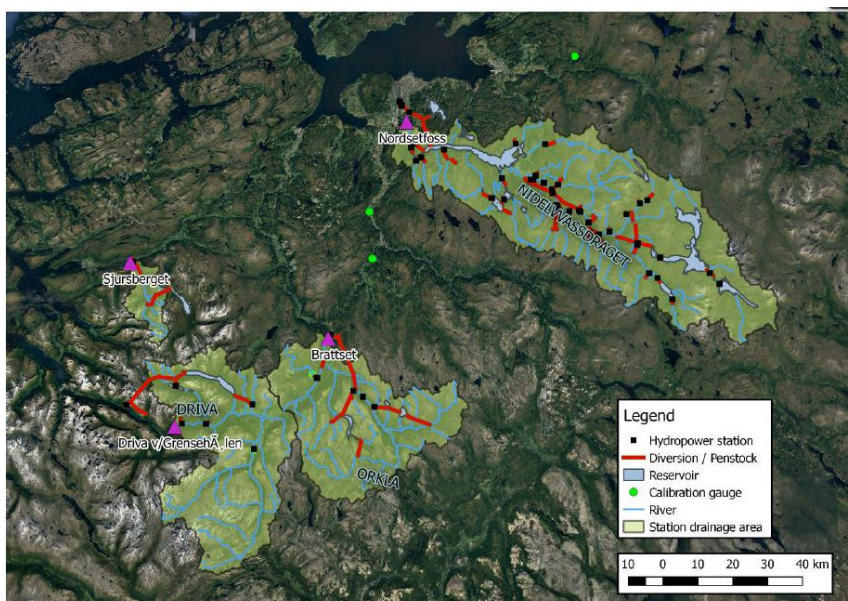 Nordsetfoss
NIDELWASSDRAGET
Sjursberget
Brattset
DRIVA
Driva v/GrensehÃ¸len
ORKLA
Legend
Hydropower station
Diversion / Penstock
Reservoir
Calibration gauge
River
Station drainage area
10 0 10 20 30 40 km